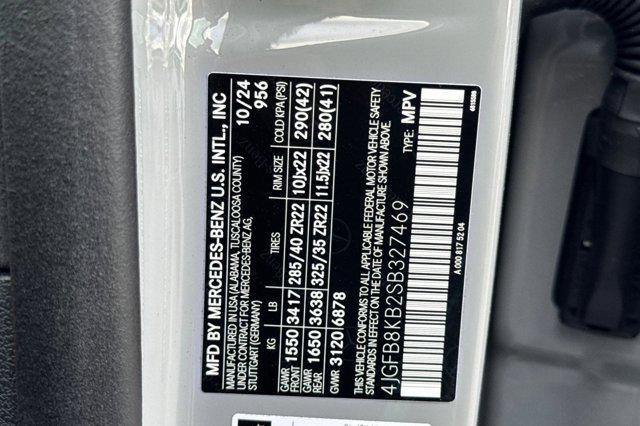 MFD BY MERCEDES-BENZ U.S. INTL., INC
MANUFACTURED IN USA (ALABAMA, TUSCALOOSA COUNTY)
UNDER CONTRACT FOR MERCEDES-BENZ AG,
STUTTGART (GERMANY)
10/24
956
KG LB TIRES RIM SIZE COLD KPA(PSI)
GAWR FRONT 1550 3417 285/40 ZR22 10Jx22 290(42)
GAWR REAR 1650 3638 325/35 ZR22 11.5Jx22 280(41)
GVWR 3120 6878
THIS VEHICLE CONFORMS TO ALL APPLICABLE FEDERAL MOTOR VEHICLE SAFETY
STANDARDS IN EFFECT ON THE DATE OF MANUFACTURE SHOWN ABOVE.
4JGFB8KB2SB327469 TYPE: MPV
A 000 817 52 04